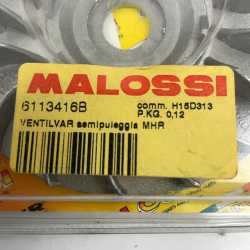 MALOSSI
6113416B
comm. H15D313
P.KG. 0,12
VENTILVAR semipuleggia MHR